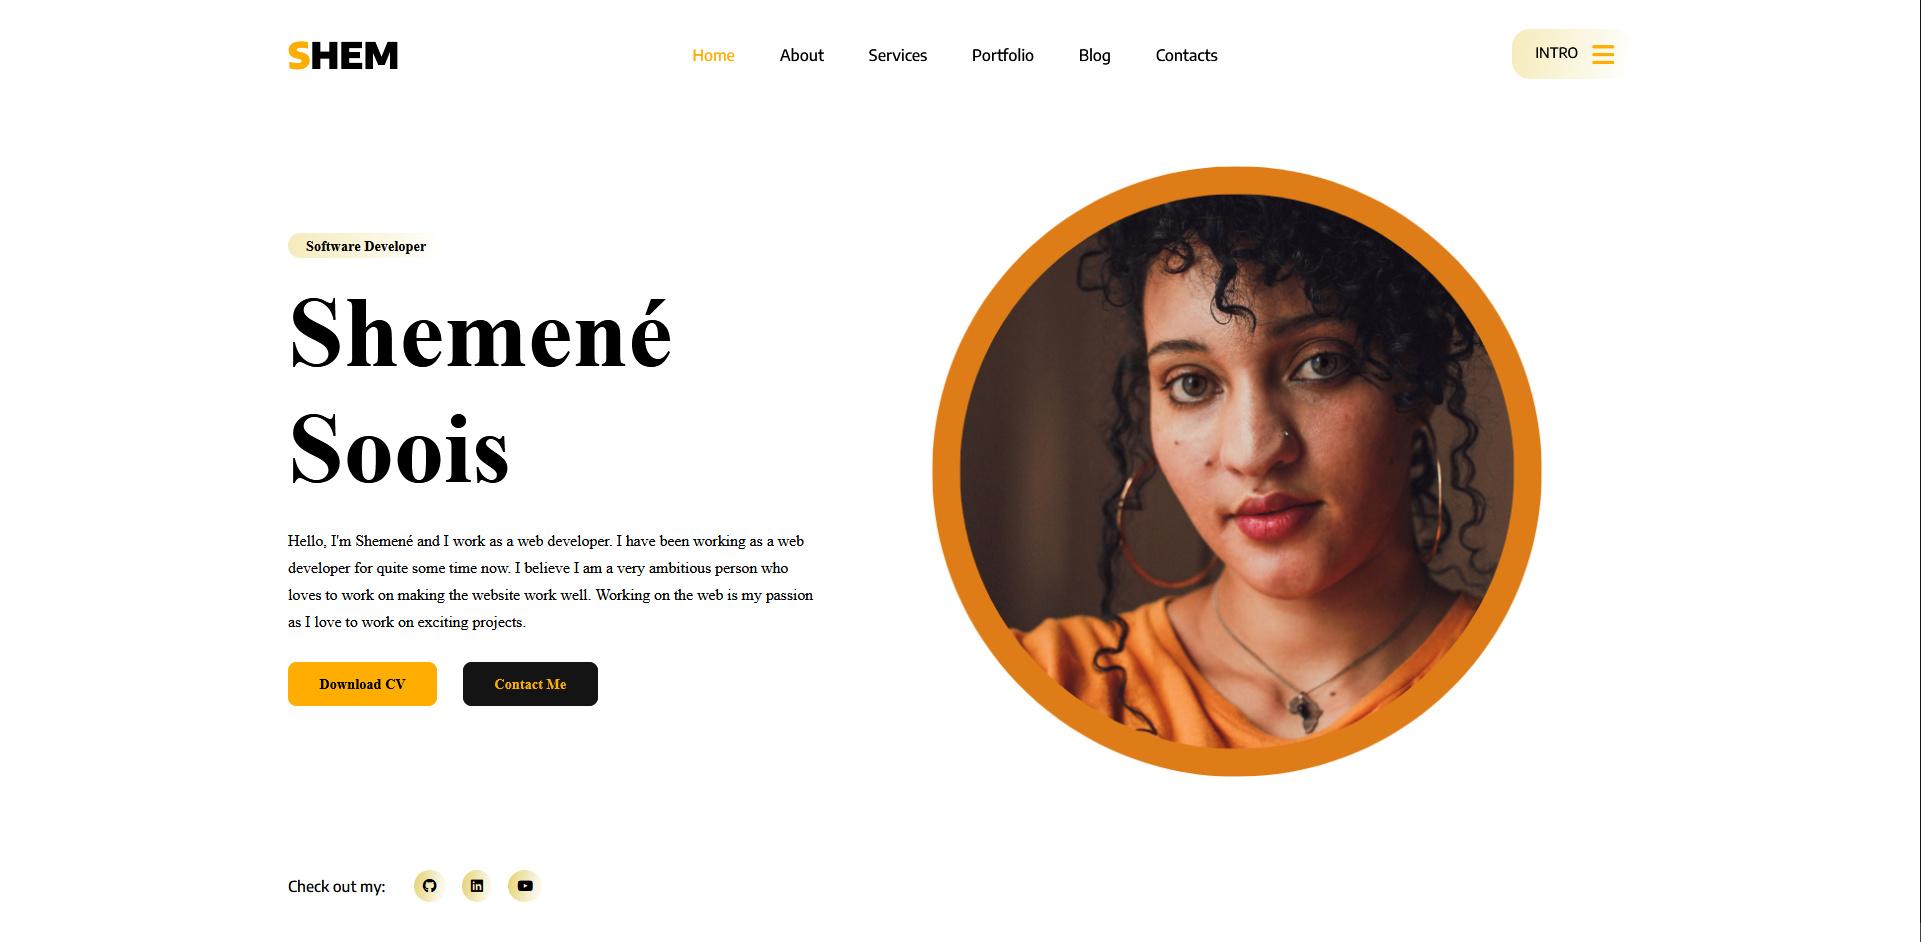 SHEM
Home
About
Services
Portfolio
Blog
Contacts
INTRO
Software Developer
Shemené
Soois
Hello, I'm Shemené and I work as a web developer. I have been working as a web
developer for quite some time now. I believe I am a very ambitious person who
loves to work on making the website work well. Working on the web is my passion
as I love to work on exciting projects.
Download CV
Contact Me
Check out my:
in